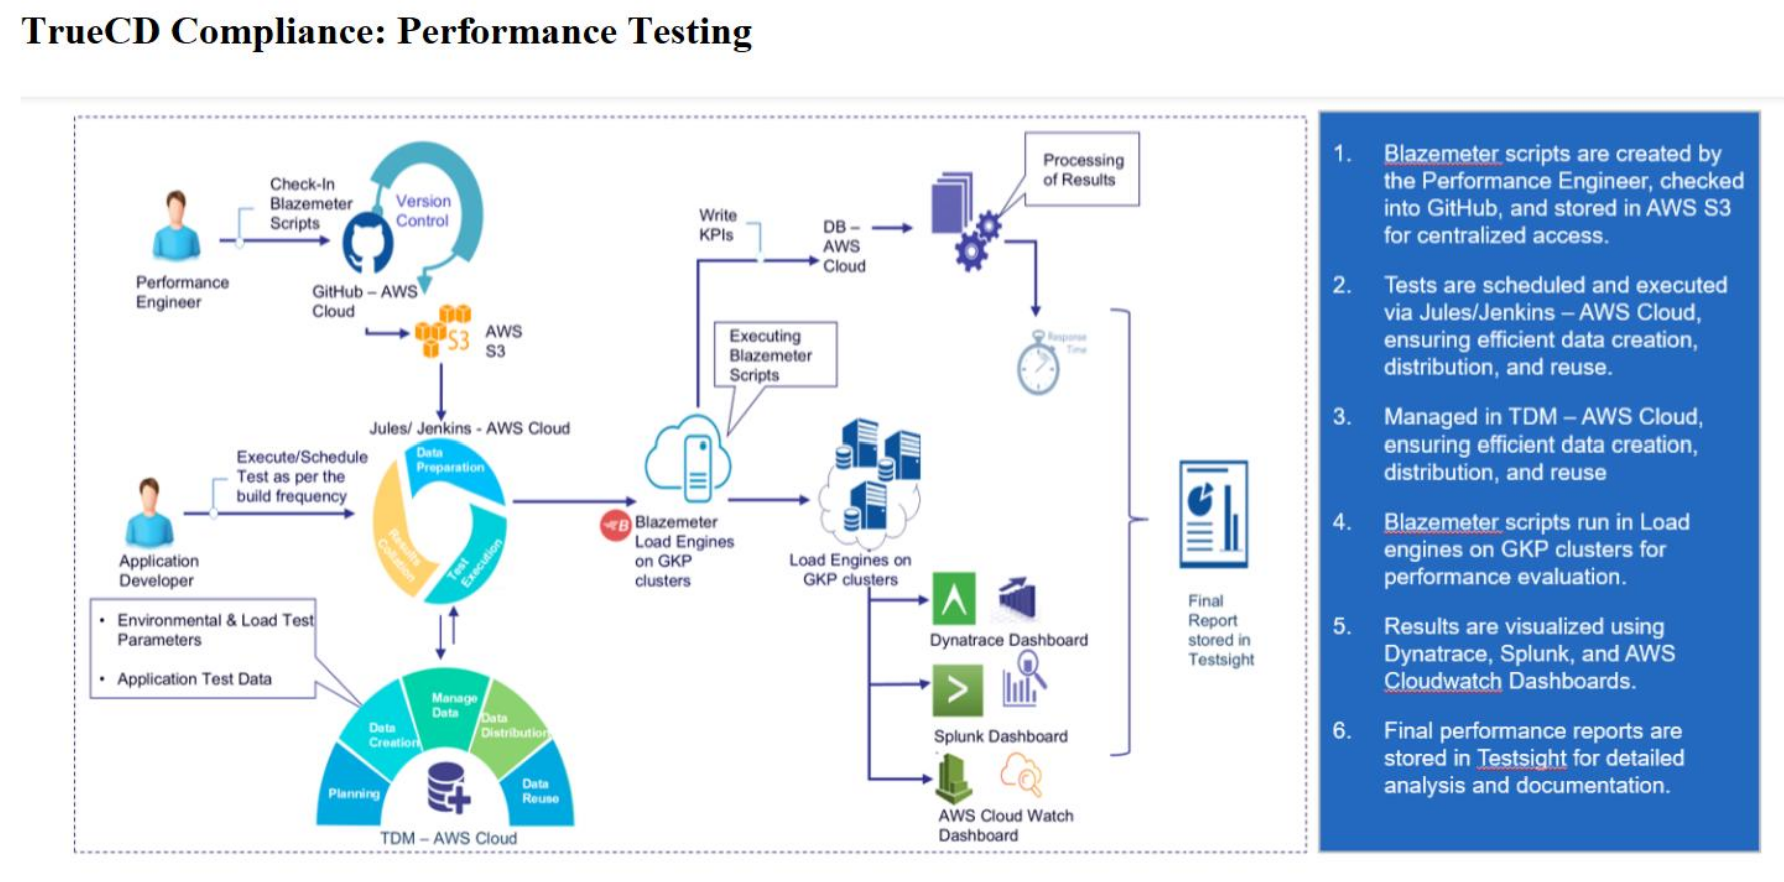 TrueCD Compliance: Performance Testing
Check-In
Blazemeter
Scripts
Version
Control
Performance
Engineer
GitHub – AWS
Cloud
S3
AWS
S3
Jules/ Jenkins - AWS Cloud
Execute/Schedule
Test as per the
build frequency
Data
Preparation
Results
Collation
Test
Execution
Application
Developer
• Environmental & Load Test
Parameters
• Application Test Data
Planning
Data
Creation
Manage
Data
Data
Distribution
Data
Reuse
TDM – AWS Cloud
Write
KPIs
DB –
AWS
Cloud
Processing
of Results
Response
Time
Executing
Blazemeter
Scripts
B
Blazemeter
Load Engines
on GKP
clusters
Load Engines on
GKP clusters
Dynatrace Dashboard
Splunk Dashboard
AWS Cloud Watch
Dashboard
Final
Report
stored in
Testsight
1. Blazemeter scripts are created by
the Performance Engineer, checked
into GitHub, and stored in AWS S3
for centralized access.
2. Tests are scheduled and executed
via Jules/Jenkins – AWS Cloud,
ensuring efficient data creation,
distribution, and reuse.
3. Managed in TDM – AWS Cloud,
ensuring efficient data creation,
distribution, and reuse
4. Blazemeter scripts run in Load
engines on GKP clusters for
performance evaluation.
5. Results are visualized using
Dynatrace, Splunk, and AWS
Cloudwatch Dashboards.
6. Final performance reports are
stored in Testsight for detailed
analysis and documentation.